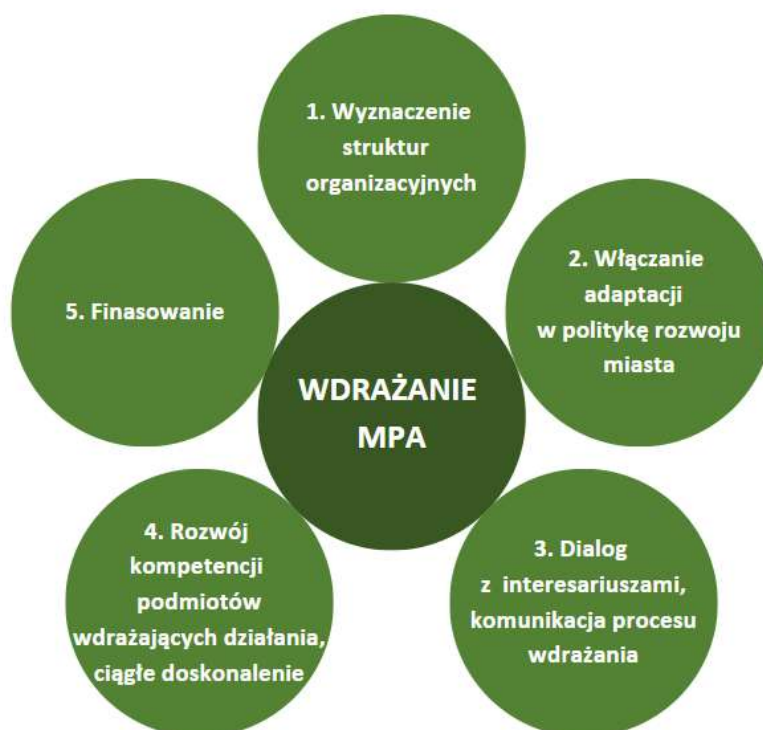 1. Wyznaczenie
struktur
organizacyjnych
2. Włączanie
adaptacji
w politykę rozwoju
miasta
3. Dialog
z interesariuszami,
komunikacja procesu
wdrażania
4. Rozwój
kompetencji
podmiotów
wdrażających działania,
ciągłe doskonalenie
5. Finasowanie
WDRAŻANIE
MPA